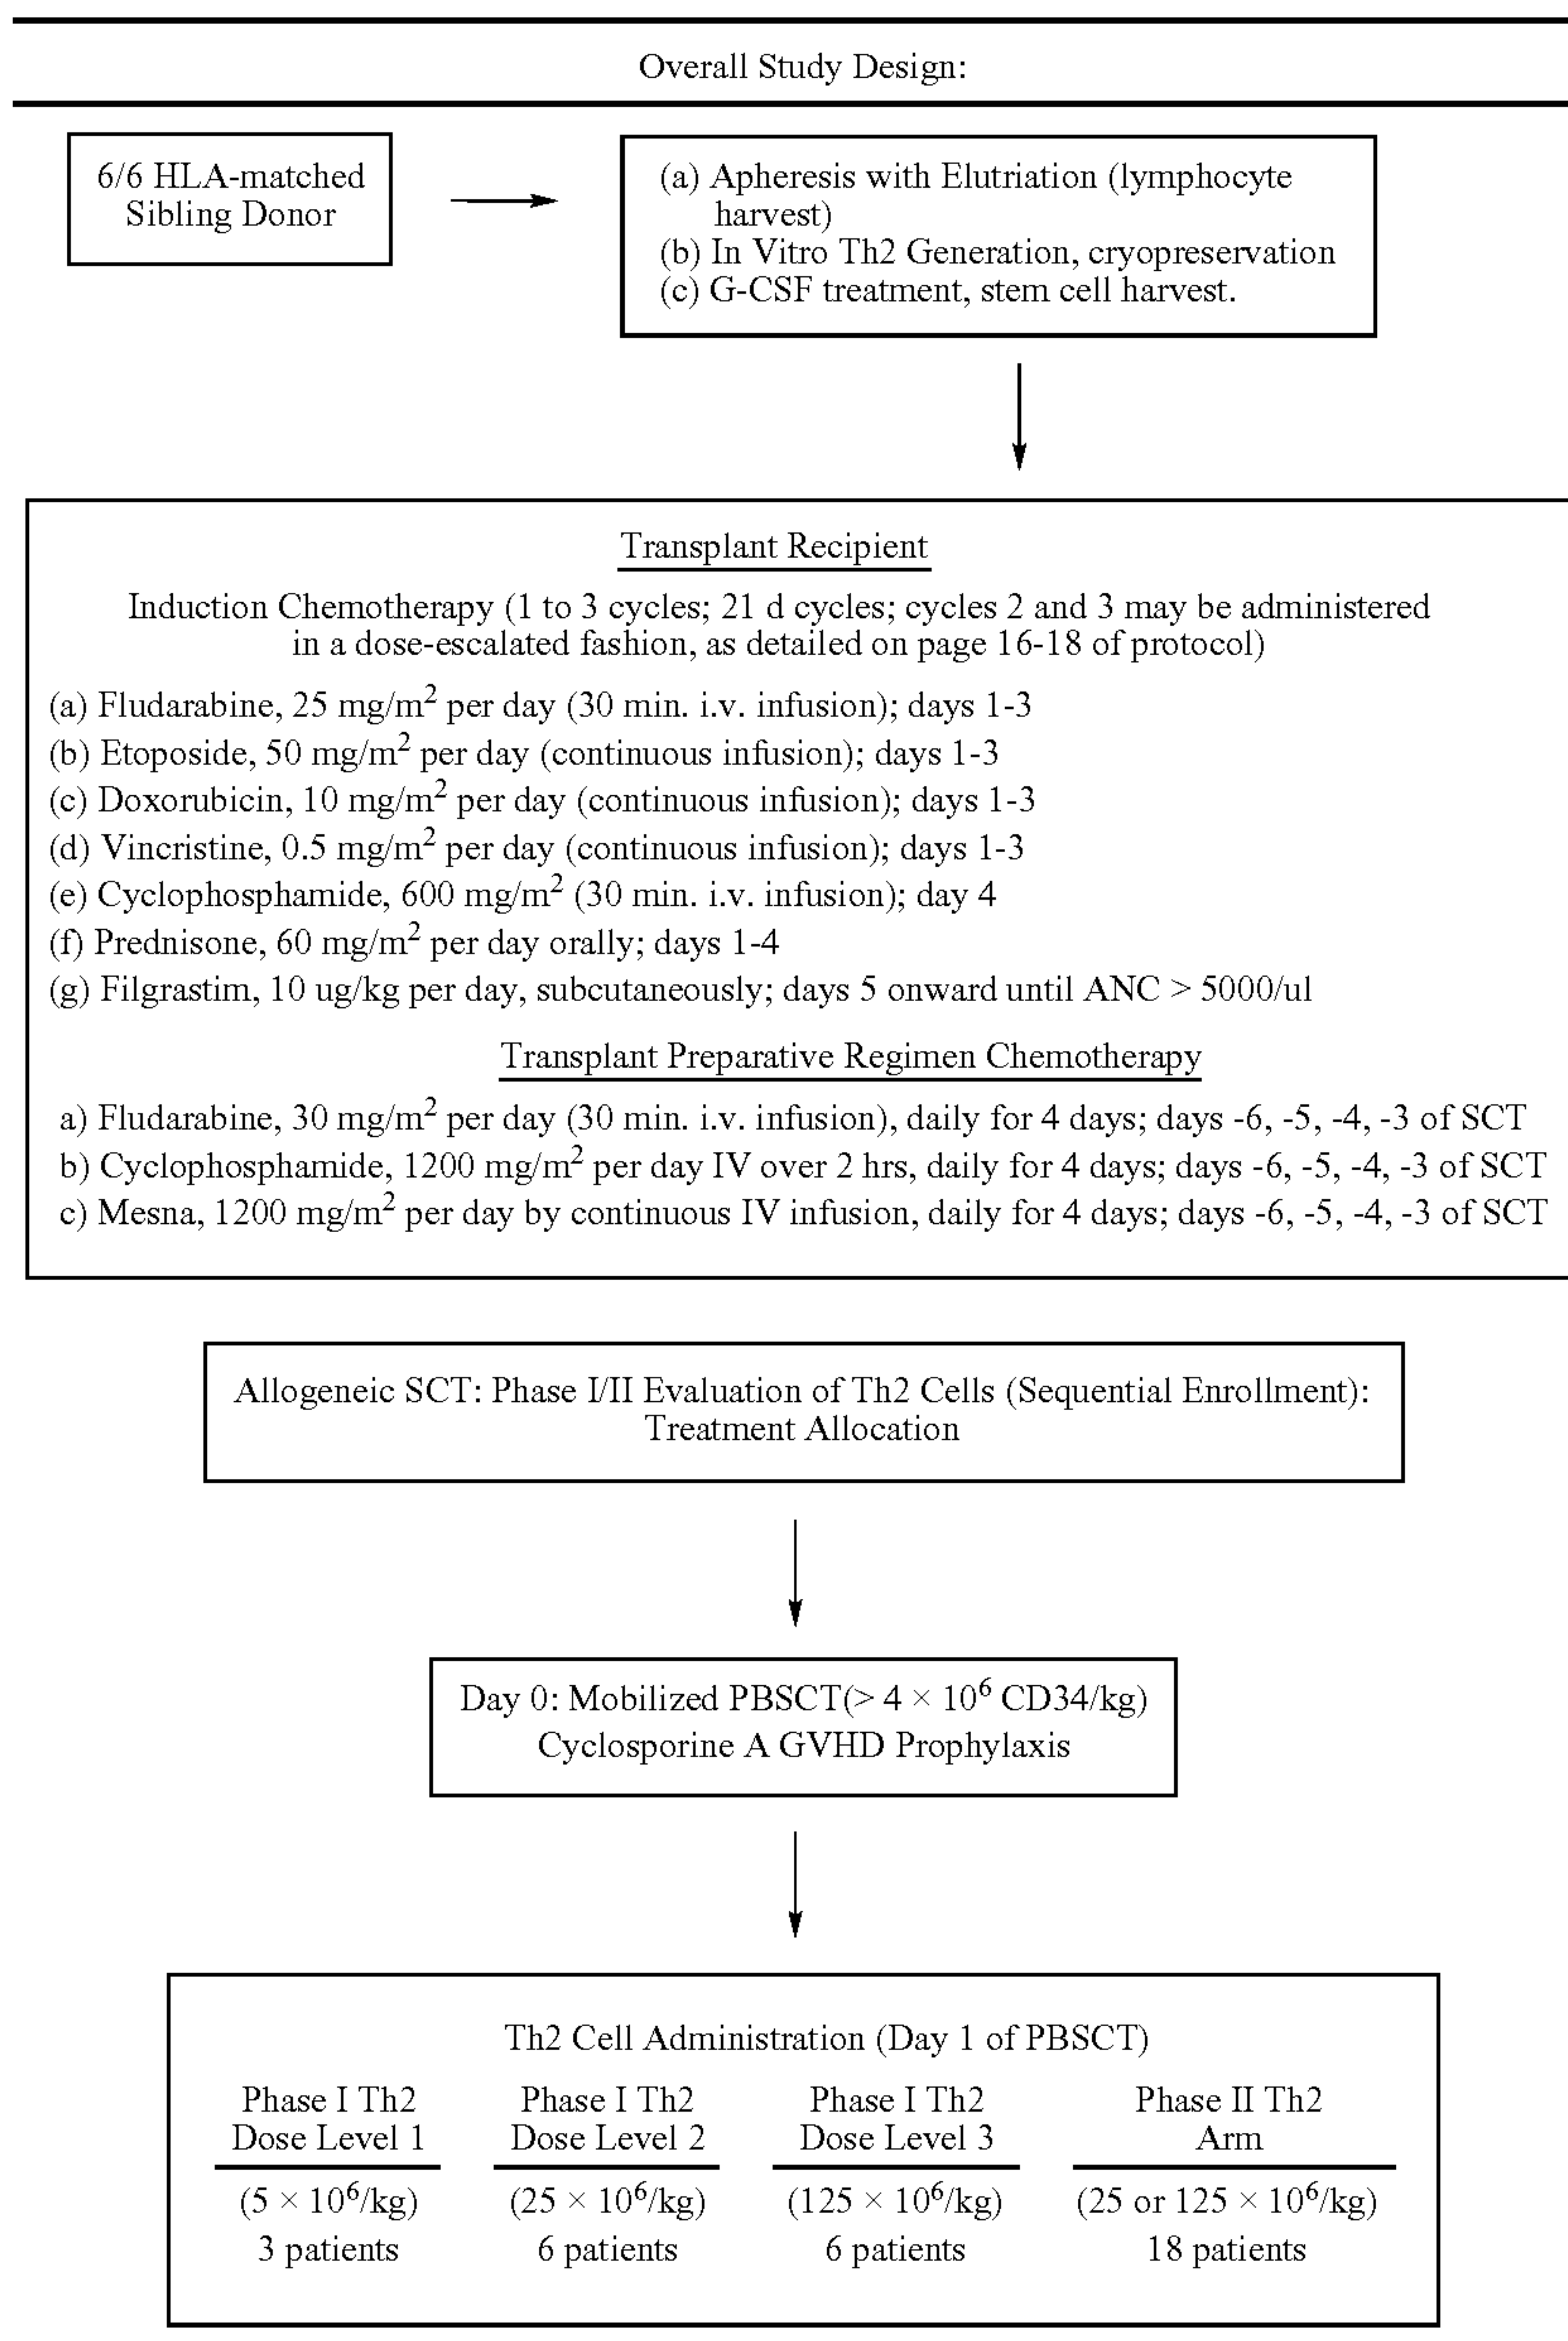 Overall Study Design:
6/6 HLA-matched
Sibling Donor
(a) Apheresis with Elutriation (lymphocyte
harvest)
(b) In Vitro Th2 Generation, cryopreservation
(c) G-CSF treatment, stem cell harvest.
Transplant Recipient
Induction Chemotherapy (1 to 3 cycles; 21 d cycles; cycles 2 and 3 may be administered
in a dose-escalated fashion, as detailed on page 16-18 of protocol)
(a) Fludarabine, 25 mg/m² per day (30 min. i.v. infusion); days 1-3
(b) Etoposide, 50 mg/m² per day (continuous infusion); days 1-3
(c) Doxorubicin, 10 mg/m² per day (continuous infusion); days 1-3
(d) Vincristine, 0.5 mg/m² per day (continuous infusion); days 1-3
(e) Cyclophosphamide, 600 mg/m² (30 min. i.v. infusion); day 4
(f) Prednisone, 60 mg/m² per day orally; days 1-4
(g) Filgrastim, 10 ug/kg per day, subcutaneously; days 5 onward until ANC > 5000/ul
Transplant Preparative Regimen Chemotherapy
a) Fludarabine, 30 mg/m² per day (30 min. i.v. infusion), daily for 4 days; days -6, -5, -4, -3 of SCT
b) Cyclophosphamide, 1200 mg/m² per day IV over 2 hrs, daily for 4 days; days -6, -5, -4, -3 of SCT
c) Mesna, 1200 mg/m² per day by continuous IV infusion, daily for 4 days; days -6, -5, -4, -3 of SCT
Allogeneic SCT: Phase I/II Evaluation of Th2 Cells (Sequential Enrollment):
Treatment Allocation
Day 0: Mobilized PBSCT(> 4 × 10⁶ CD34/kg)
Cyclosporine A GVHD Prophylaxis
Th2 Cell Administration (Day 1 of PBSCT)
Phase I Th2
Dose Level 1
(5 × 10⁶/kg)
3 patients
Phase I Th2
Dose Level 2
(25 × 10⁶/kg)
6 patients
Phase I Th2
Dose Level 3
(125 × 10⁶/kg)
6 patients
Phase II Th2
Arm
(25 or 125 × 10⁶/kg)
18 patients